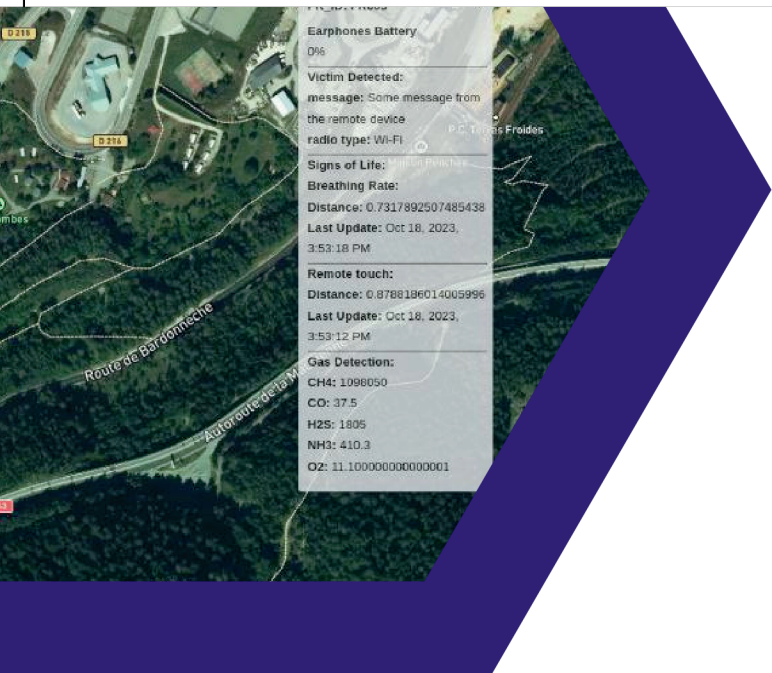 D 216
Earphones Battery
0%
Victim Detected:
message: Some message from
the remote device
radio type: Wi-Fi
D 216
Froides
Signs of Life:
Breathing Rate:
Distance: 0.7317892507485438
Last Update: Oct 18, 2023,
3:53:18 PM
Remote touch:
Distance: 0.8788186014005996
Last Update: Oct 18, 2023,
3:53:12 PM
Route de Bardonnèche
Autoroute de la
Gas Detection:
CH4: 1098050
CO: 37.5
H2S: 1805
NH3: 410.3
O2: 11.100000000000001